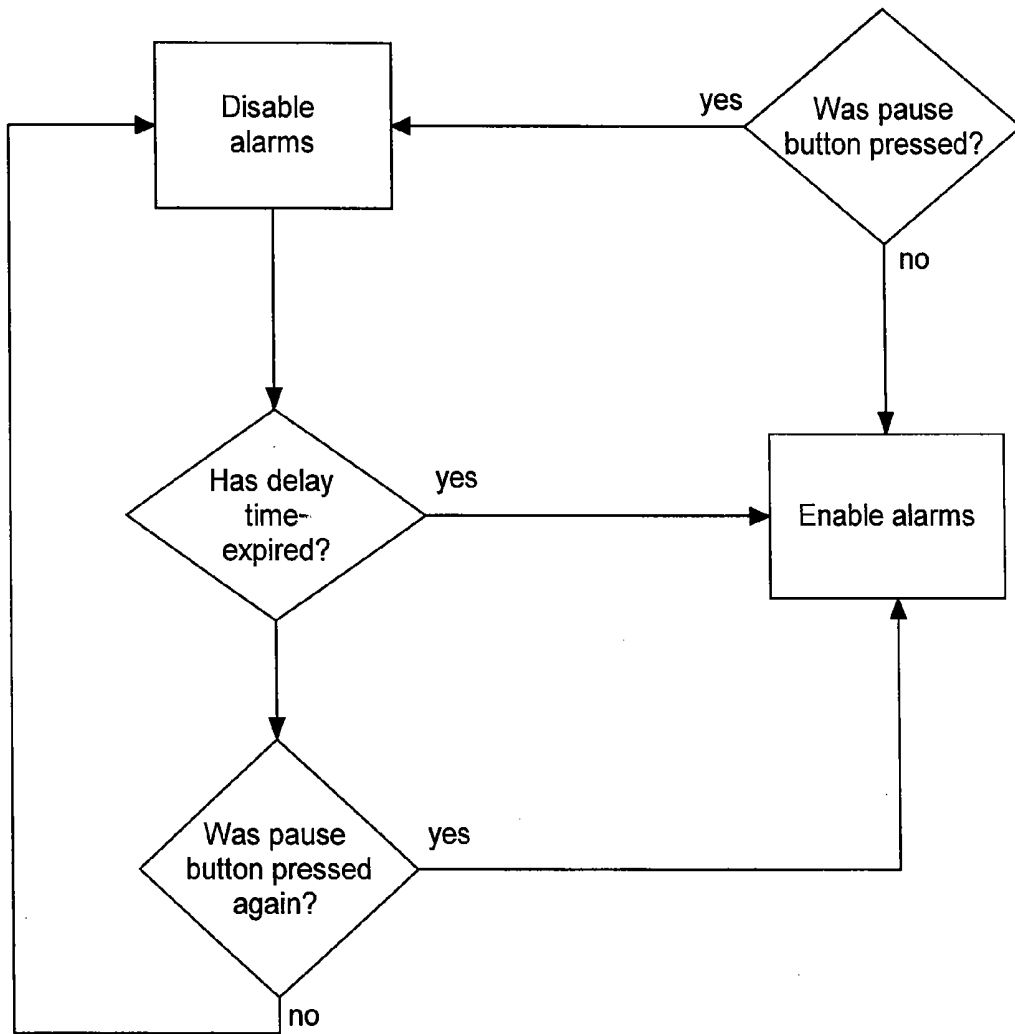 Disable
alarms
yes
Was pause
button pressed?
no
Has delay
time-
expired?
yes
Enable alarms
Was pause
button pressed
again?
yes
no